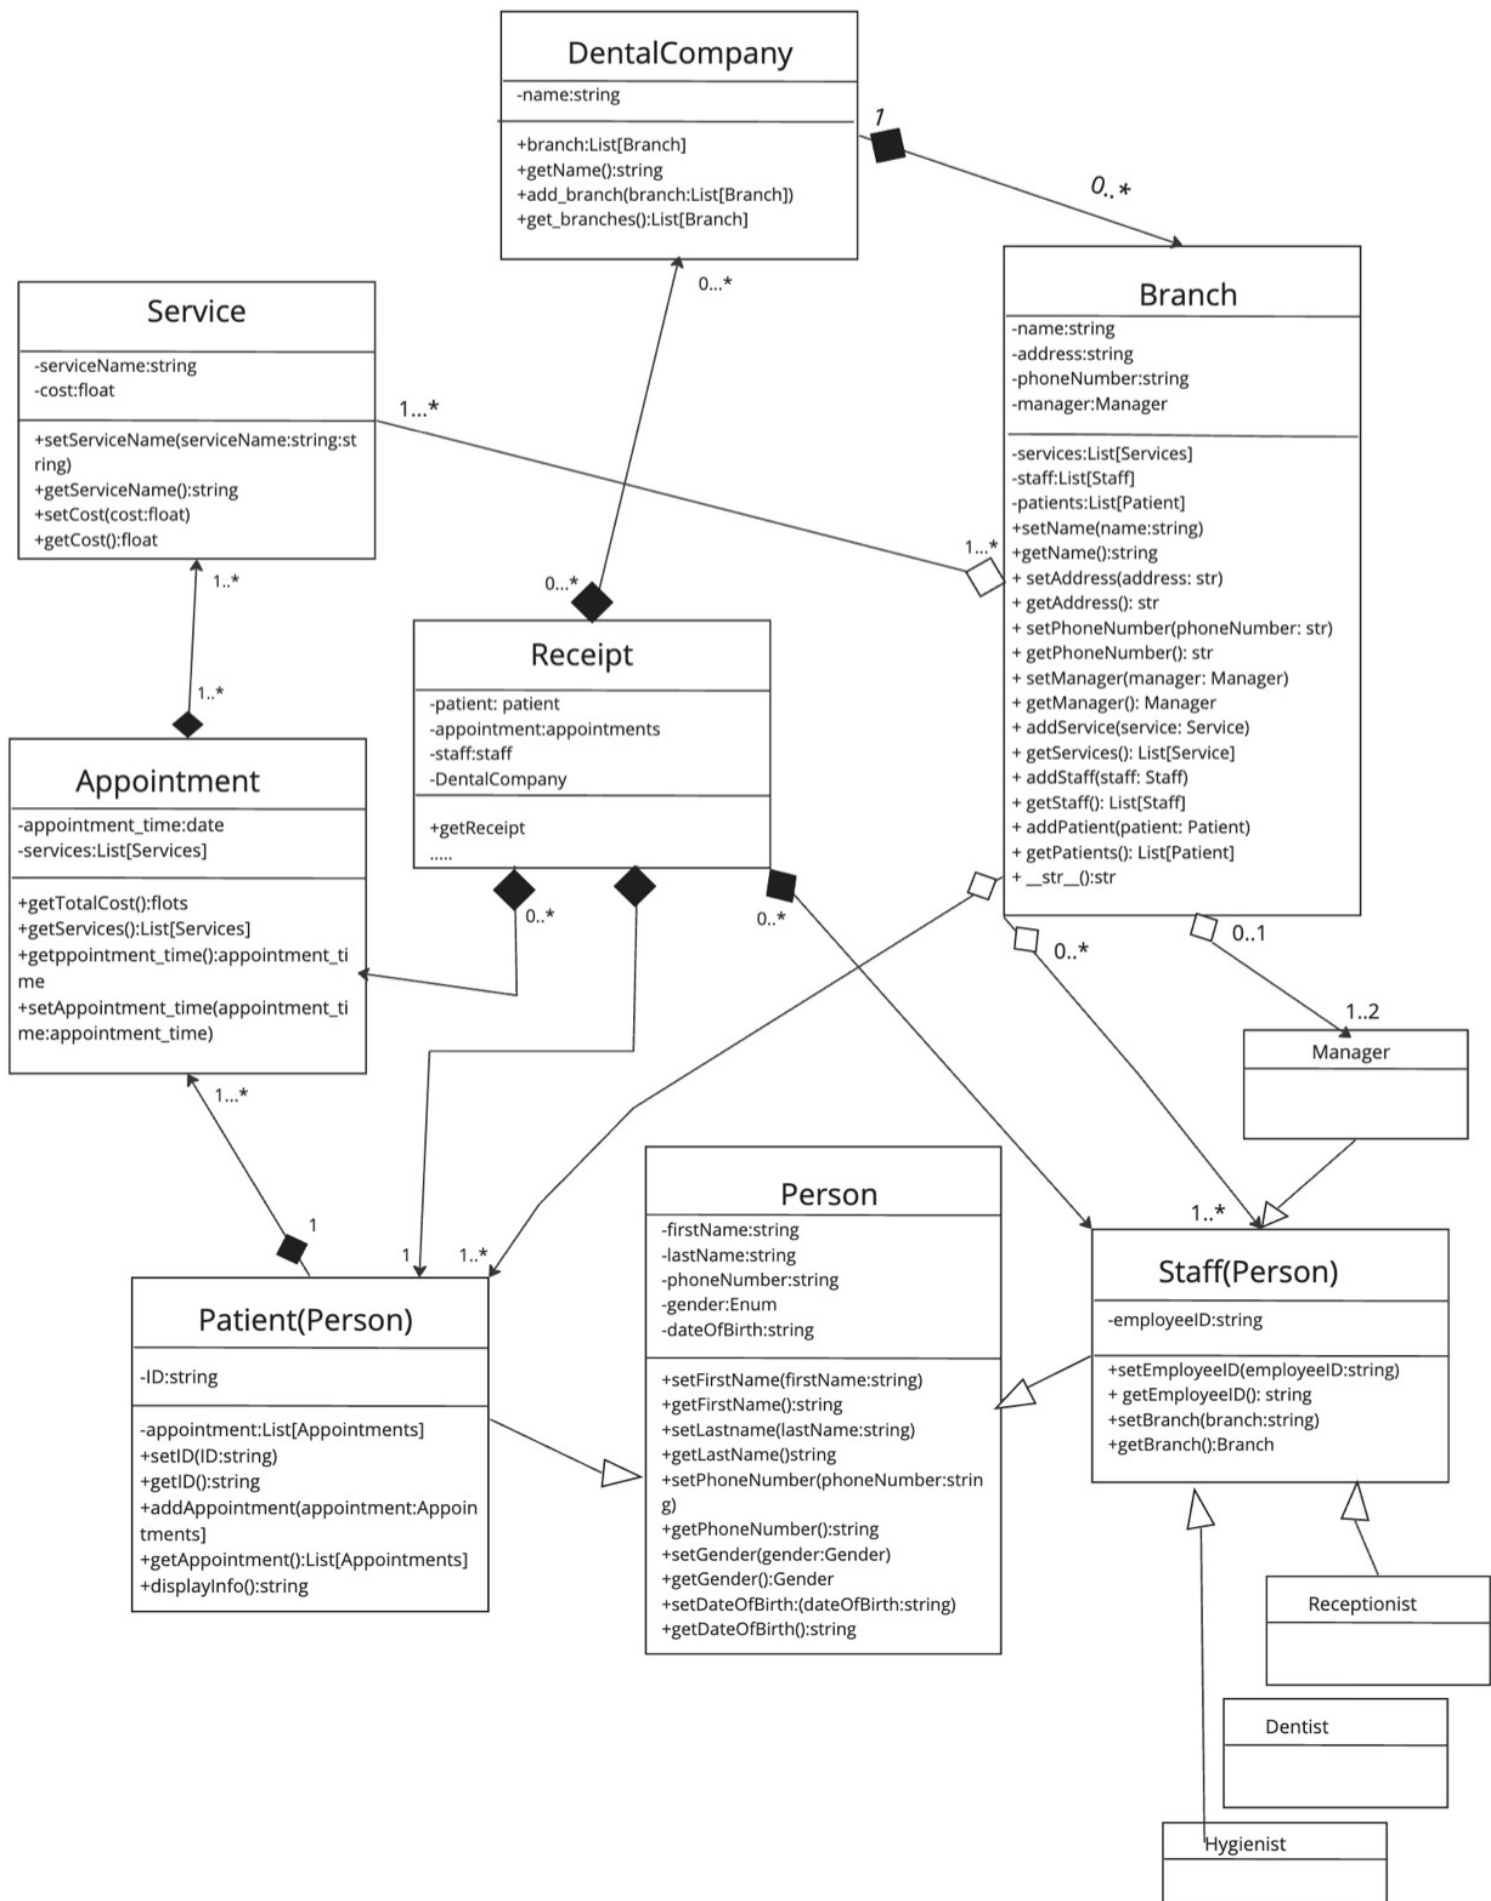 DentalCompany
-name:string
+branch:List[Branch]
+getName():string
+add_branch(branch:List[Branch])
+get_branches():List[Branch]
1
0..*
0...*
Service
-serviceName:string
-cost:float
+setServiceName(serviceName:string:st
ring)
+getServiceName():string
+setCost(cost:float)
+getCost():float
1...*
1...*
1..*
1..*
Branch
-name:string
-address:string
-phoneNumber:string
-manager:Manager
-services:List[Services]
-staff:List[Staff]
-patients:List[Patient]
+setName(name:string)
+getName():string
+ setAddress(address: str)
+ getAddress(): str
+ setPhoneNumber(phoneNumber: str)
+ getPhoneNumber(): str
+ setManager(manager: Manager)
+ getManager(): Manager
+ addService(service: Service)
+ getServices(): List[Service]
+ addStaff(staff: Staff)
+ getStaff(): List[Staff]
+ addPatient(patient: Patient)
+ getPatients(): List[Patient]
+ __str__():str
0...*
Receipt
-patient: patient
-appointment:appointments
-staff:staff
-DentalCompany
+getReceipt
.....
0..*
0..*
Appointment
-appointment_time:date
-services:List[Services]
+getTotalCost():flots
+getServices():List[Services]
+getppointment_time():appointment_ti
me
+setAppointment_time(appointment_ti
me:appointment_time)
1...*
0..*
0..1
1..2
Manager
1
1
1..*
1..*
Patient(Person)
-ID:string
-appointment:List[Appointments]
+setID(ID:string)
+getID():string
+addAppointment(appointment:Appoin
tments]
+getAppointment():List[Appointments]
+displayInfo():string
Person
-firstName:string
-lastName:string
-phoneNumber:string
-gender:Enum
-dateOfBirth:string
+setFirstName(firstName:string)
+getFirstName():string
+setLastname(lastName:string)
+getLastName()string
+setPhoneNumber(phoneNumber:strin
g)
+getPhoneNumber():string
+setGender(gender:Gender)
+getGender():Gender
+setDateOfBirth:(dateOfBirth:string)
+getDateOfBirth():string
Staff(Person)
-employeeID:string
+setEmployeeID(employeeID:string)
+ getEmployeeID(): string
+setBranch(branch:string)
+getBranch():Branch
Receptionist
Dentist
Hygienist